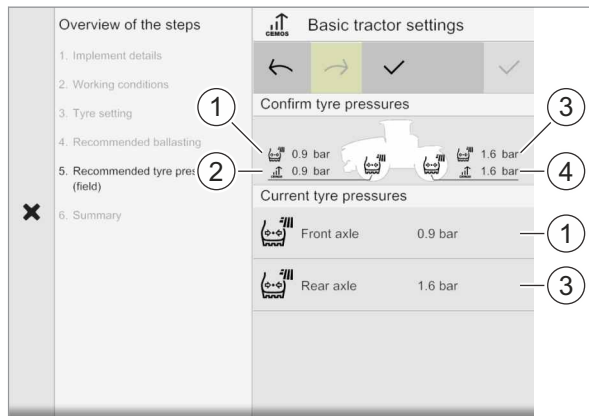 Overview of the steps
1. Implement details
2. Working conditions
3. Tyre setting
4. Recommended ballasting
5. Recommended tyre pres
(field)
6. Summary
CEMOS
Basic tractor settings
Confirm tyre pressures
0.9 bar
1.6 bar
0.9 bar
1.6 bar
Current tyre pressures
Front axle 0.9 bar
Rear axle 1.6 bar
1
2
3
4
1
3